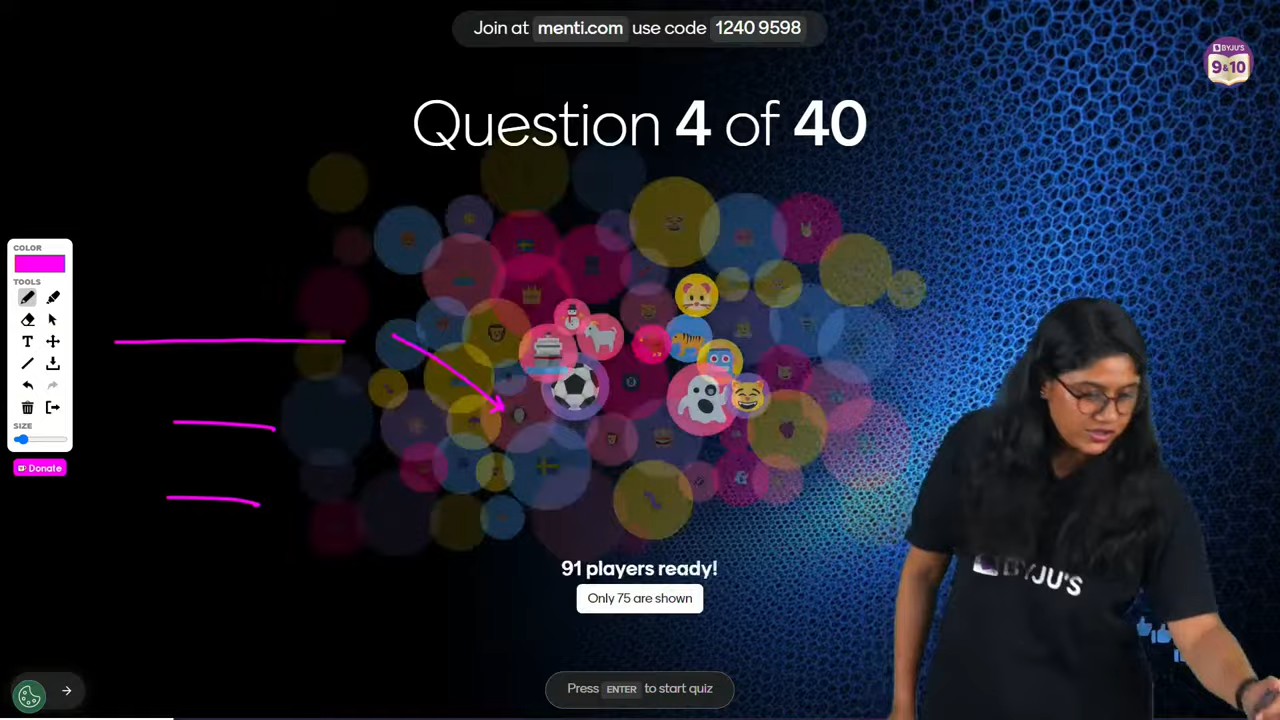 Join at menti.com use code 1240 9598
BYJU'S
9&10
Question 4 of 40
COLOR
TOOLS
T
SIZE
Donate
91 players ready!
Only 75 are shown
BYJU'S
Press ENTER to start quiz